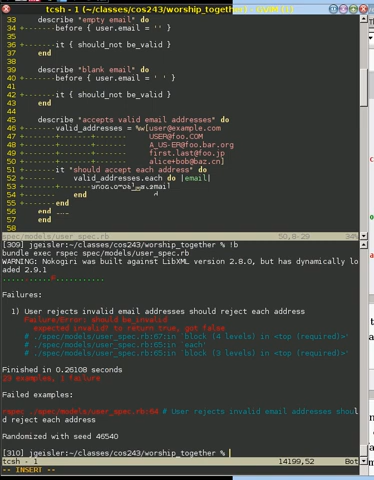 tcsh - 1 (~/classes/cos243/worship_together
33 describe "empty email" do
34 +-------before { user.email = '' }
35
36 +-------it { should_not be_valid }
37 end
38
39 describe "blank email" do
40 +-------before { user.email = ' ' }
41
42 +-------it { should_not be_valid }
43 end
44
45 describe "accepts valid email addresses" do
46 +-------valid_addresses = %w[user@example.com
47 USER@foo.COM
48 A_US-ER@foo.bar.org
49 first.last@foo.jp
50 alice+bob@baz.cn]
51 it "should accept each address" do
52 valid_addresses.each do |email|
53
54
55 end
56 end
57 end
58
spec/models/user_spec.rb 50,8-29 34%
[309] jgeisler:~/classes/cos243/worship_together % !b
bundle exec rspec spec/models/user_spec.rb
WARNING: Nokogiri was built against LibXML version 2.8.0, but has dynamically lo
aded 2.9.1
Failures:
1) User rejects invalid email addresses should reject each address
Failure/Error: should be_invalid
expected invalid? to return true, got false
# ./spec/models/user_spec.rb:67:in `block (4 levels) in <top (required)>'
# ./spec/models/user_spec.rb:65:in `each'
# ./spec/models/user_spec.rb:65:in `block (3 levels) in <top (required)>'
Finished in 0.26108 seconds
examples, 1 failure
Failed examples:
rspec ./spec/models/user_spec.rb:64 # User rejects invalid email addresses shoul
d reject each address
Randomized with seed 46540
[310] jgeisler:~/classes/cos243/worship_together %
tcsh - 1 14199,52 Bot
-- INSERT --